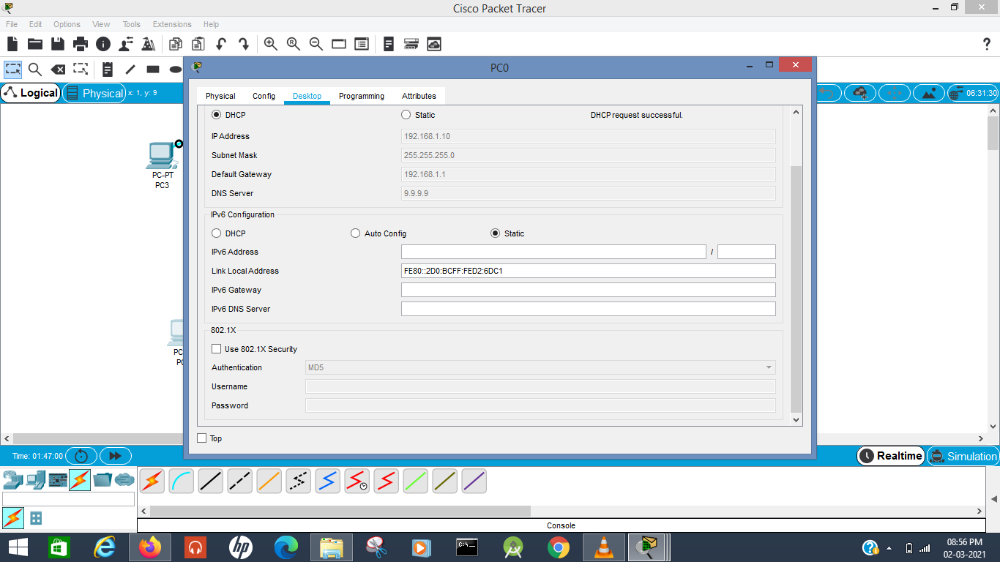 Cisco Packet Tracer
File Edit Options View Tools Extensions Help
?
PC0
Logical Physical x: 1, y: 9
06:31:30
Physical Config Desktop Programming Attributes
DHCP Static DHCP request successful.
IP Address 192.168.1.10
Subnet Mask 255.255.255.0
Default Gateway 192.168.1.1
DNS Server 9.9.9.9
IPv6 Configuration
DHCP Auto Config Static
IPv6 Address /
Link Local Address FE80::2D0:BCFF:FED2:6DC1
IPv6 Gateway
IPv6 DNS Server
802.1X
Use 802.1X Security
Authentication MD5
Username
Password
Top
PC-PT
PC3
PC
Time: 01:47:00
Realtime Simulation
Console
08:56 PM
02-03-2021